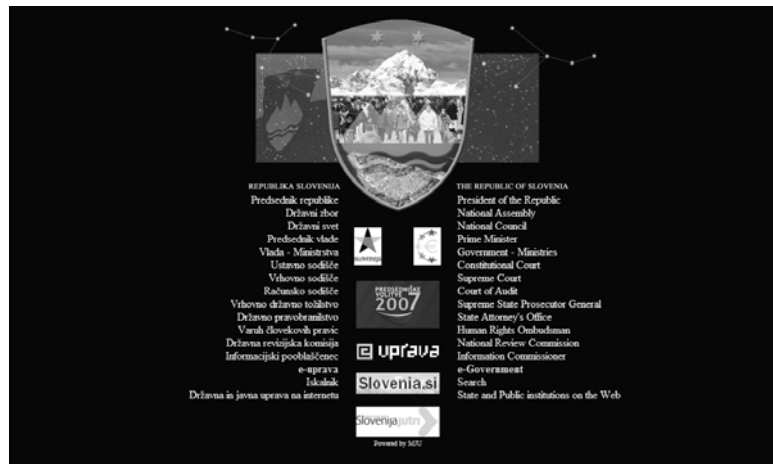 REPUBLIKA SLOVENIJA
Predsednik republike
Državni zbor
Državni svet
Predsednik vlade
Vlada - Ministrstva
Ustavno sodišče
Vrhovno sodišče
Računsko sodišče
Vrhovno državno tožilstvo
Državno pravobranilstvo
Varuh človekovih pravic
Državna revizijska komisija
Informacijski pooblaščenec
e-uprava
Iskalnik
Državna in javna uprava na internetu
slovenija
€
PREDSEDNIŠKE
VOLITVE
2007
e uprava
Slovenia.si
Slovenijajutri
Powered by MJU
THE REPUBLIC OF SLOVENIA
President of the Republic
National Assembly
National Council
Prime Minister
Government - Ministries
Constitutional Court
Supreme Court
Court of Audit
Supreme State Prosecutor General
State Attorney's Office
Human Rights Ombudsman
National Review Commission
Information Commissioner
e-Government
Search
State and Public institutions on the Web